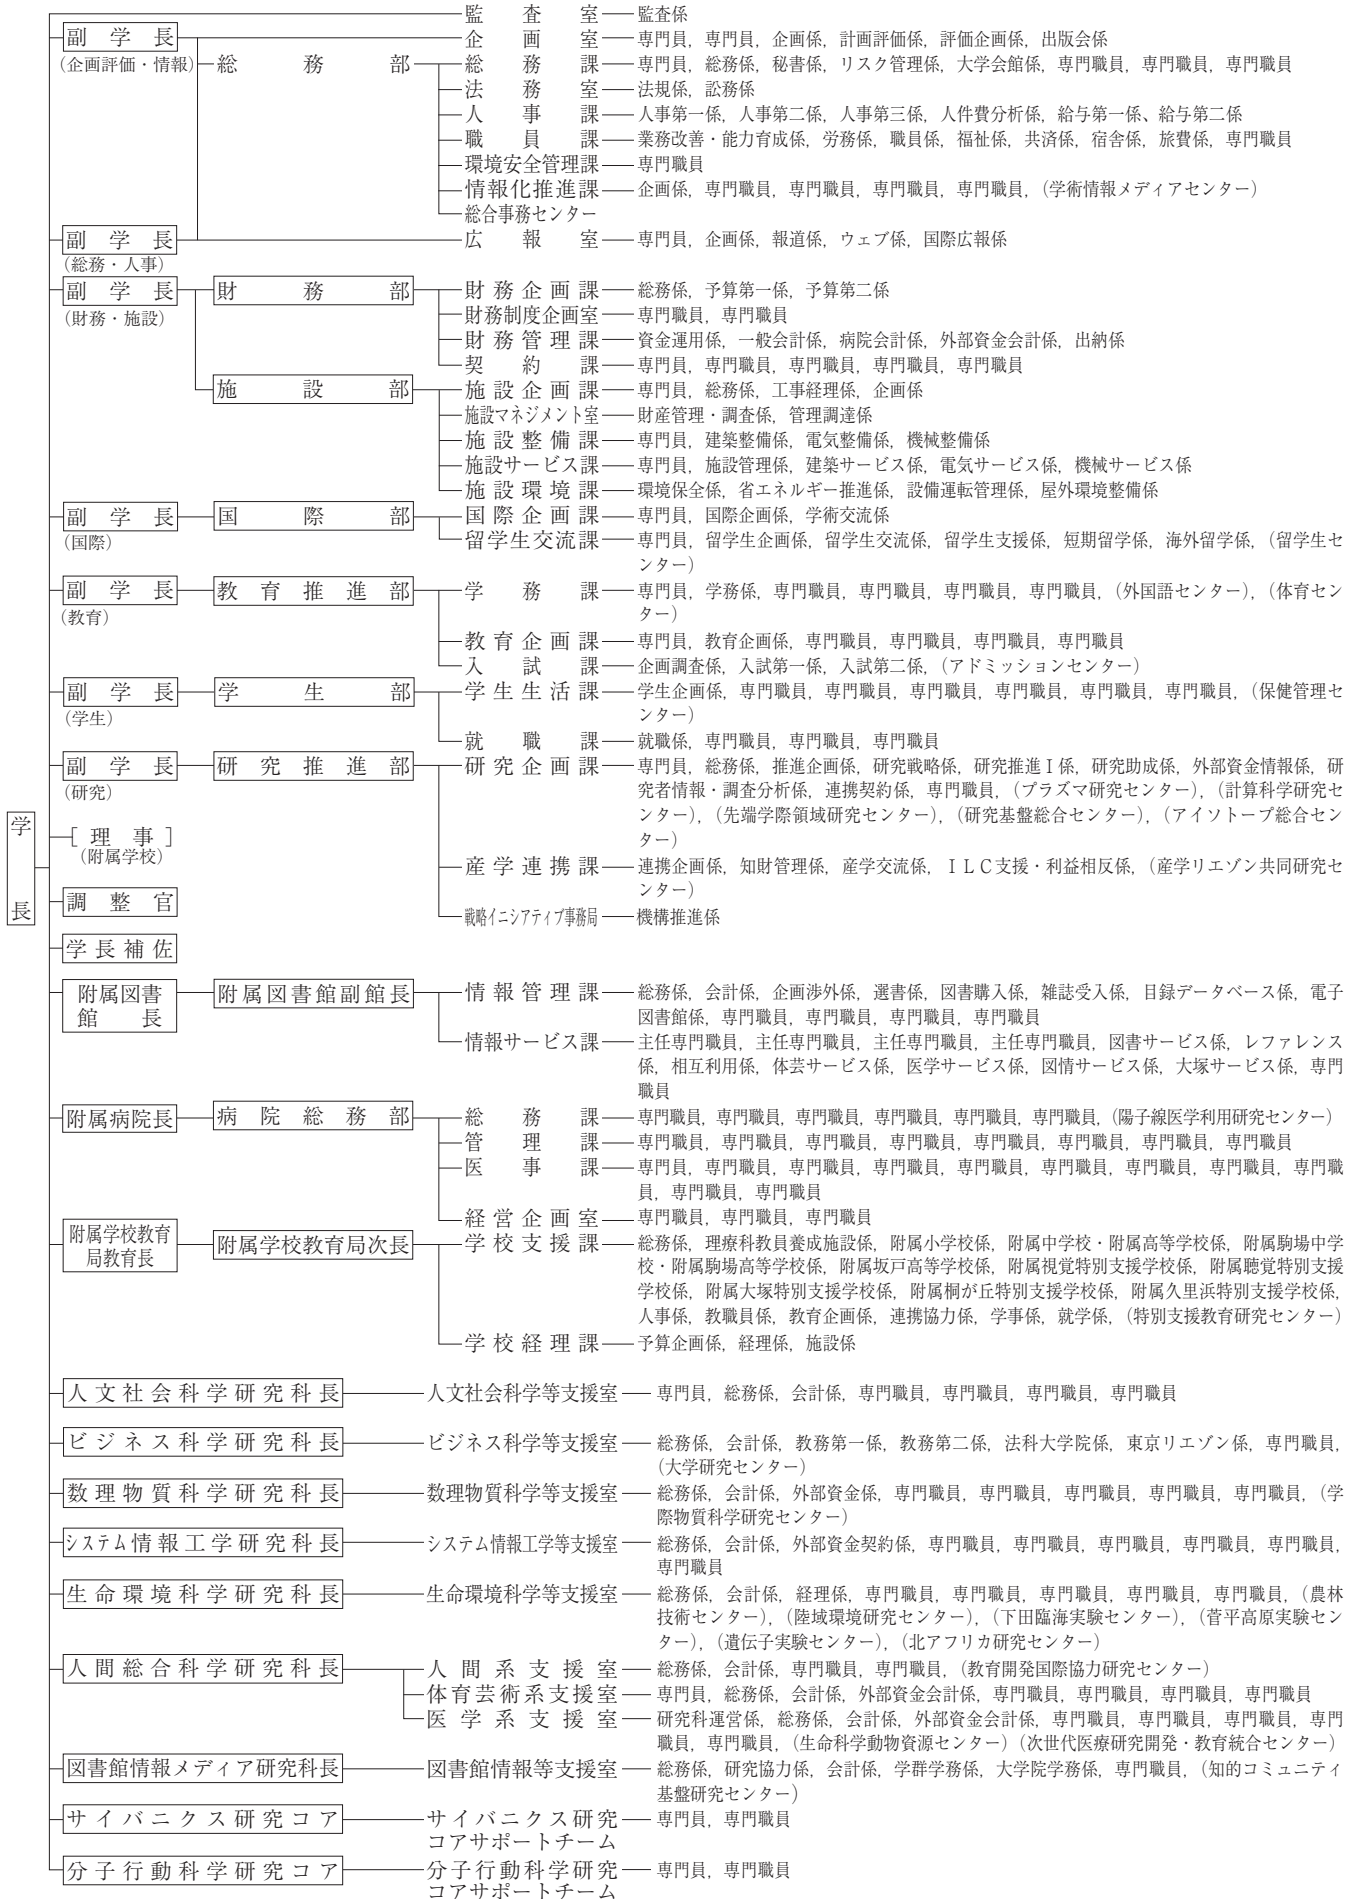 監査室 監査係
副学長 企画室 専門員，専門員，企画係，計画評価係，評価企画係，出版会係
（企画評価・情報） 総務部 総務課 専門員，総務係，秘書係，リスク管理係，大学会館係，専門職員，専門職員，専門職員
法務室 法規係，訟務係
人事課 人事第一係，人事第二係，人事第三係，人件費分析係，給与第一係、給与第二係
職員課 業務改善・能力育成係，労務係，職員係，福祉係，共済係，宿舎係，旅費係，専門職員
環境安全管理課 専門職員
情報化推進課 企画係，専門職員，専門職員，専門職員，専門職員，（学術情報メディアセンター）
総合事務センター
副学長 広報室 専門員，企画係，報道係，ウェブ係，国際広報係
（総務・人事）
副学長 財務部 財務企画課 総務係，予算第一係，予算第二係
（財務・施設） 財務制度企画室 専門職員，専門職員
財務管理課 資金運用係，一般会計係，病院会計係，外部資金会計係，出納係
契約課 専門員，専門職員，専門職員，専門職員，専門職員
施設部 施設企画課 専門員，総務係，工事経理係，企画係
施設マネジメント室 財産管理・調査係，管理調達係
施設整備課 専門員，建築整備係，電気整備係，機械整備係
施設サービス課 専門員，施設管理係，建築サービス係，電気サービス係，機械サービス係
施設環境課 環境保全係，省エネルギー推進係，設備運転管理係，屋外環境整備係
副学長 国際部 国際企画課 専門員，国際企画係，学術交流係
（国際） 留学生交流課 専門員，留学生企画係，留学生交流係，留学生支援係，短期留学係，海外留学係，（留学生セ
ンター）
副学長 教育推進部 学務課 専門員，学務係，専門職員，専門職員，専門職員，専門職員，（外国語センター），（体育セン
（教育） ター）
教育企画課 専門員，教育企画係，専門職員，専門職員，専門職員，専門職員
入試課 企画調査係，入試第一係，入試第二係，（アドミッションセンター）
副学長 学生部 学生生活課 学生企画係，専門職員，専門職員，専門職員，専門職員，専門職員，専門職員，（保健管理セ
（学生） ンター）
就職課 就職係，専門職員，専門職員，専門職員
副学長 研究推進部 研究企画課 専門員，総務係，推進企画係，研究戦略係，研究推進Ⅰ係，研究助成係，外部資金情報係，研
（研究） 究者情報・調査分析係，連携契約係，専門職員，（プラズマ研究センター），（計算科学研究セ
ンター），（先端学際領域研究センター），（研究基盤総合センター），（アイソトープ総合セン
ター）
学長
［理事］
（附属学校）
産学連携課 連携企画係，知財管理係，産学交流係，ＩＬＣ支援・利益相反係，（産学リエゾン共同研究セ
ンター）
調整官 戦略イニシアティブ事務局 機構推進係
学長補佐
附属図書 附属図書館副館長 情報管理課 総務係，会計係，企画渉外係，選書係，図書購入係，雑誌受入係，目録データベース係，電子
館長 図書館係，専門職員，専門職員，専門職員，専門職員
情報サービス課 主任専門職員，主任専門職員，主任専門職員，主任専門職員，図書サービス係，レファレンス
係，相互利用係，体芸サービス係，医学サービス係，図情サービス係，大塚サービス係，専門
職員
附属病院長 病院総務部 総務課 専門職員，専門職員，専門職員，専門職員，専門職員，専門職員，（陽子線医学利用研究センター）
管理課 専門職員，専門職員，専門職員，専門職員，専門職員，専門職員，専門職員，専門職員
医事課 専門員，専門職員，専門職員，専門職員，専門職員，専門職員，専門職員，専門職員，専門職
員，専門職員，専門職員
経営企画室 専門職員，専門職員，専門職員
附属学校教育 附属学校教育局次長 学校支援課 総務係，理療科教員養成施設係，附属小学校係，附属中学校・附属高等学校係，附属駒場中学
局教育長 校・附属駒場高等学校係，附属坂戸高等学校係，附属視覚特別支援学校係，附属聴覚特別支援
学校係，附属大塚特別支援学校係，附属桐が丘特別支援学校係，附属久里浜特別支援学校係，
人事係，教職員係，教育企画係，連携協力係，学事係，就学係，（特別支援教育研究センター）
学校経理課 予算企画係，経理係，施設係
人文社会科学研究科長 人文社会科学等支援室 専門員，総務係，会計係，専門職員，専門職員，専門職員，専門職員
ビジネス科学研究科長 ビジネス科学等支援室 総務係，会計係，教務第一係，教務第二係，法科大学院係，東京リエゾン係，専門職員，
（大学研究センター）
数理物質科学研究科長 数理物質科学等支援室 総務係，会計係，外部資金係，専門職員，専門職員，専門職員，専門職員，専門職員，（学
際物質科学研究センター）
システム情報工学研究科長 システム情報工学等支援室 総務係，会計係，外部資金契約係，専門職員，専門職員，専門職員，専門職員，専門職員，
専門職員
生命環境科学研究科長 生命環境科学等支援室 総務係，会計係，経理係，専門職員，専門職員，専門職員，専門職員，専門職員，（農林
技術センター），（陸域環境研究センター），（下田臨海実験センター），（菅平高原実験セン
ター），（遺伝子実験センター），（北アフリカ研究センター）
人間総合科学研究科長 人間系支援室 総務係，会計係，専門職員，専門職員，（教育開発国際協力研究センター）
体育芸術系支援室 専門員，総務係，会計係，外部資金会計係，専門職員，専門職員，専門職員，専門職員
医学系支援室 研究科運営係，総務係，会計係，外部資金会計係，専門職員，専門職員，専門職員，専門
職員，専門職員，（生命科学動物資源センター）（次世代医療研究開発・教育統合センター）
図書館情報メディア研究科長 図書館情報等支援室 総務係，研究協力係，会計係，学群学務係，大学院学務係，専門職員，（知的コミュニティ
基盤研究センター）
サイバニクス研究コア サイバニクス研究 専門員，専門職員
コアサポートチーム
分子行動科学研究コア 分子行動科学研究 専門員，専門職員
コアサポートチーム